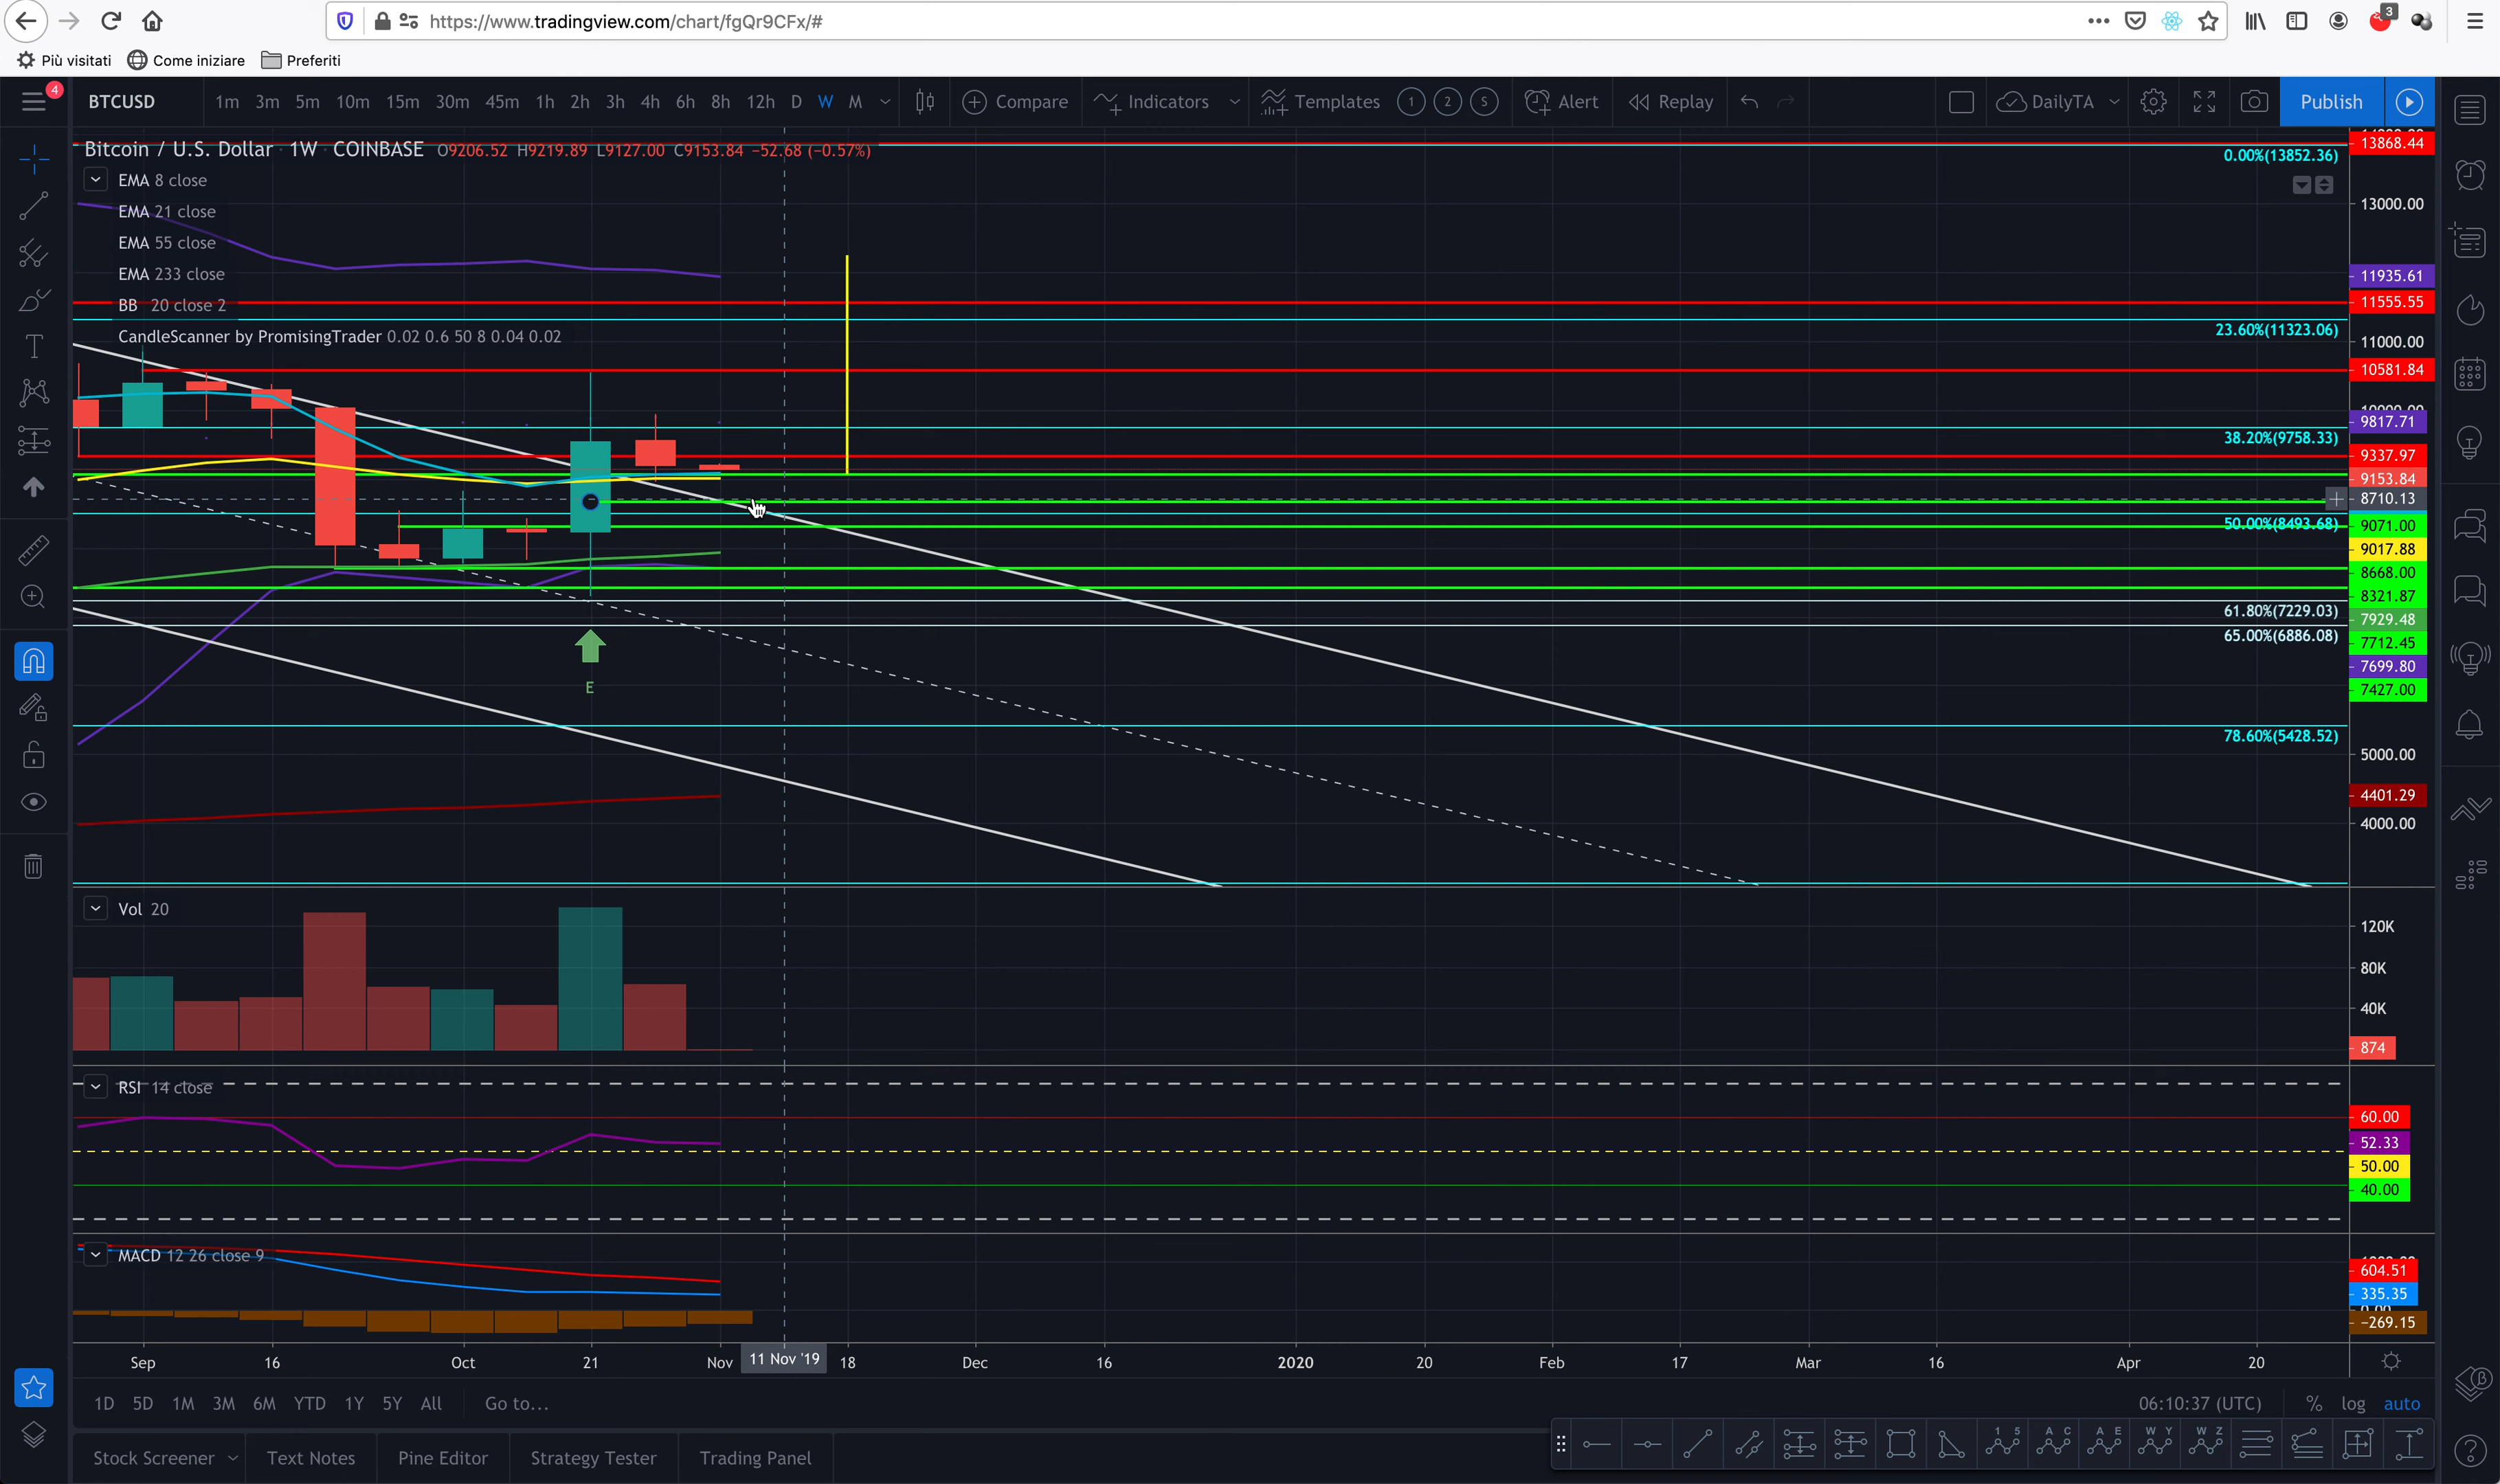 https://www.tradingview.com/chart/fgQr9CFx/#
3
Più visitati Come iniziare Preferiti
4
BTCUSD 1m 3m 5m 10m 15m 30m 45m 1h 2h 3h 4h 6h 8h 12h D W M Compare Indicators Templates 1 2 S Alert Replay DailyTA Publish
Bitcoin / U.S. Dollar 1W COINBASE O9206.52 H9219.89 L9127.00 C9153.84 −52.68 (−0.57%)
EMA 8 close
EMA 21 close
EMA 55 close
EMA 233 close
BB 20 close 2
CandleScanner by PromisingTrader 0.02 0.6 50 8 0.04 0.02
0.00%(13852.36)
23.60%(11323.06)
38.20%(9758.33)
50.00%(8493.68)
61.80%(7229.03)
65.00%(6886.08)
78.60%(5428.52)
E
13868.44
13000.00
11935.61
11555.55
11000.00
10581.84
9817.71
9337.97
9153.84
8710.13
9071.00
9017.88
8668.00
8321.87
7929.48
7712.45
7699.80
7427.00
5000.00
4401.29
4000.00
Vol 20
120K
80K
40K
874
RSI 14 close
60.00
52.33
50.00
40.00
MACD 12 26 close 9
604.51
335.35
−269.15
Sep 16 Oct 21 Nov 11 Nov '19 18 Dec 16 2020 20 Feb 17 Mar 16 Apr 20
1D 5D 1M 3M 6M YTD 1Y 5Y All Go to... 06:10:37 (UTC) % log auto
Stock Screener Text Notes Pine Editor Strategy Tester Trading Panel
1 5 A C A E W Y W Z